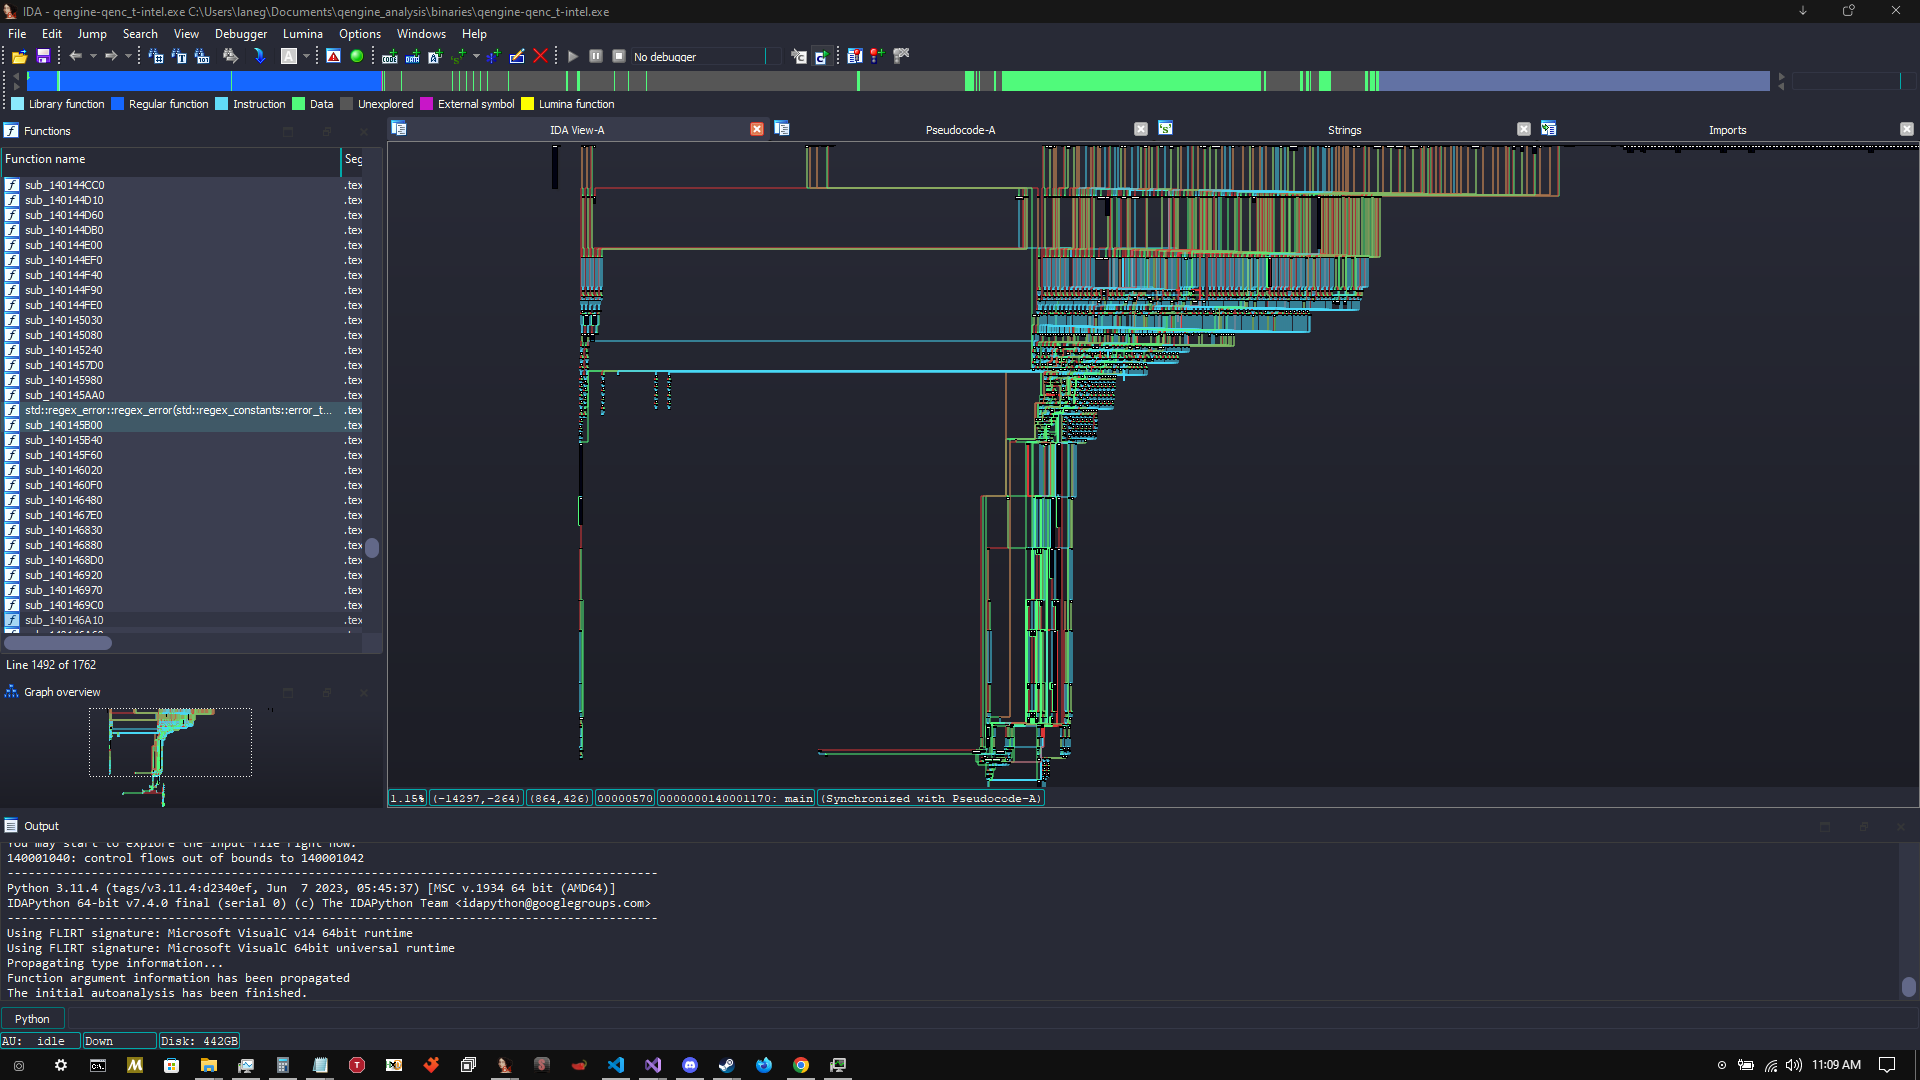 IDA - qengine-qenc_t-intel.exe C:\Users\laneg\Documents\qengine_analysis\binaries\qengine-qenc_t-intel.exe
File Edit Jump Search View Debugger Lumina Options Windows Help
No debugger
Library function Regular function Instruction Data Unexplored External symbol Lumina function
Functions
IDA View-A Pseudocode-A Strings Imports
Function name Seg
sub_140144CC0 .tex
sub_140144D10 .tex
sub_140144D60 .tex
sub_140144DB0 .tex
sub_140144E00 .tex
sub_140144EF0 .tex
sub_140144F40 .tex
sub_140144F90 .tex
sub_140144FE0 .tex
sub_140145030 .tex
sub_140145080 .tex
sub_140145240 .tex
sub_1401457D0 .tex
sub_140145980 .tex
sub_140145AA0 .tex
std::regex_error::regex_error(std::regex_constants::error_t... .tex
sub_140145B00 .tex
sub_140145B40 .tex
sub_140145F60 .tex
sub_140146020 .tex
sub_1401460F0 .tex
sub_140146480 .tex
sub_1401467E0 .tex
sub_140146830 .tex
sub_140146880 .tex
sub_1401468D0 .tex
sub_140146920 .tex
sub_140146970 .tex
sub_1401469C0 .tex
sub_140146A10 .tex
Line 1492 of 1762
Graph overview
1.15% (-14297,-264) (864,426) 00000570 0000000140001170: main (Synchronized with Pseudocode-A)
Output
You may start to explore the input file right now.
140001040: control flows out of bounds to 140001042
Python 3.11.4 (tags/v3.11.4:d2340ef, Jun  7 2023, 05:45:37) [MSC v.1934 64 bit (AMD64)]
IDAPython 64-bit v7.4.0 final (serial 0) (c) The IDAPython Team <idapython@googlegroups.com>
Using FLIRT signature: Microsoft VisualC v14 64bit runtime
Using FLIRT signature: Microsoft VisualC 64bit universal runtime
Propagating type information...
Function argument information has been propagated
The initial autoanalysis has been finished.
Python
AU: idle Down Disk: 442GB
11:09 AM